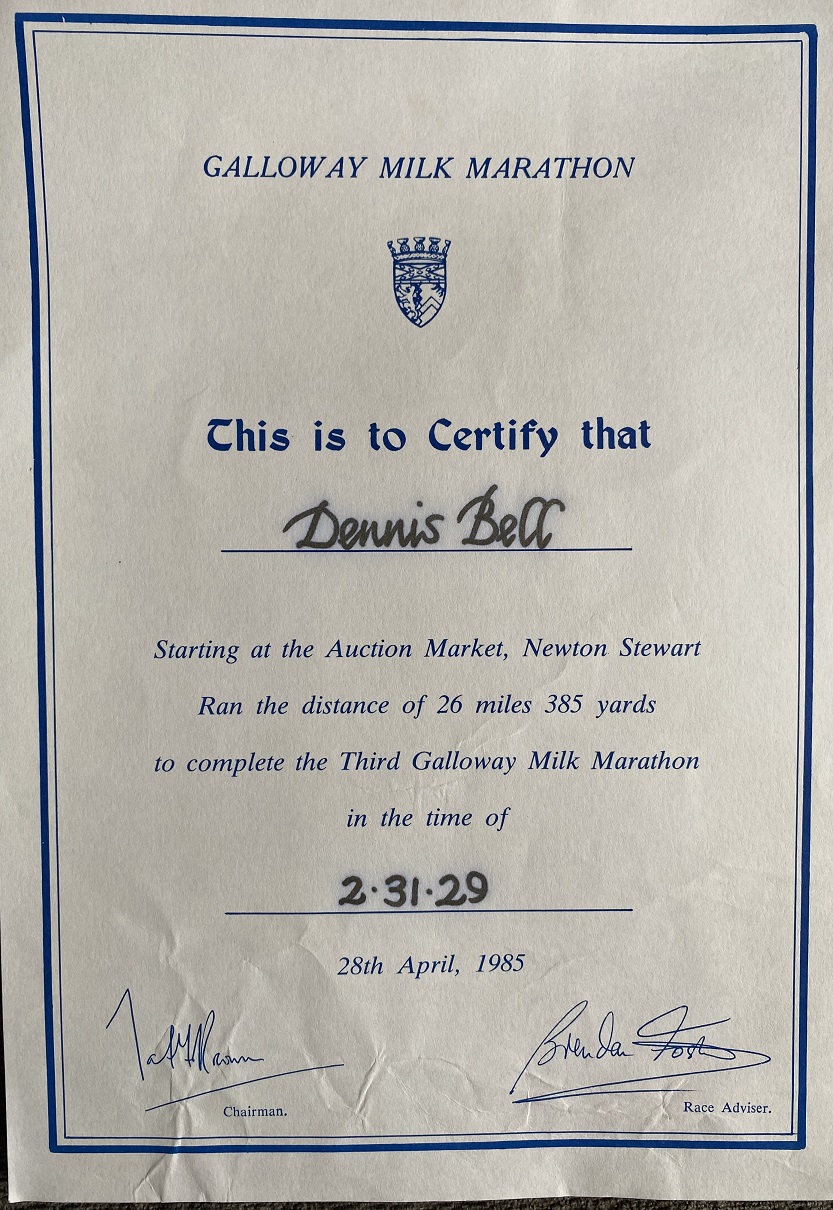 GALLOWAY MILK MARATHON
This is to Certify that
Dennis Bell
Starting at the Auction Market, Newton Stewart
Ran the distance of 26 miles 385 yards
to complete the Third Galloway Milk Marathon
in the time of
2·31·29
28th April, 1985
Brendan Foster
Chairman.
Race Adviser.